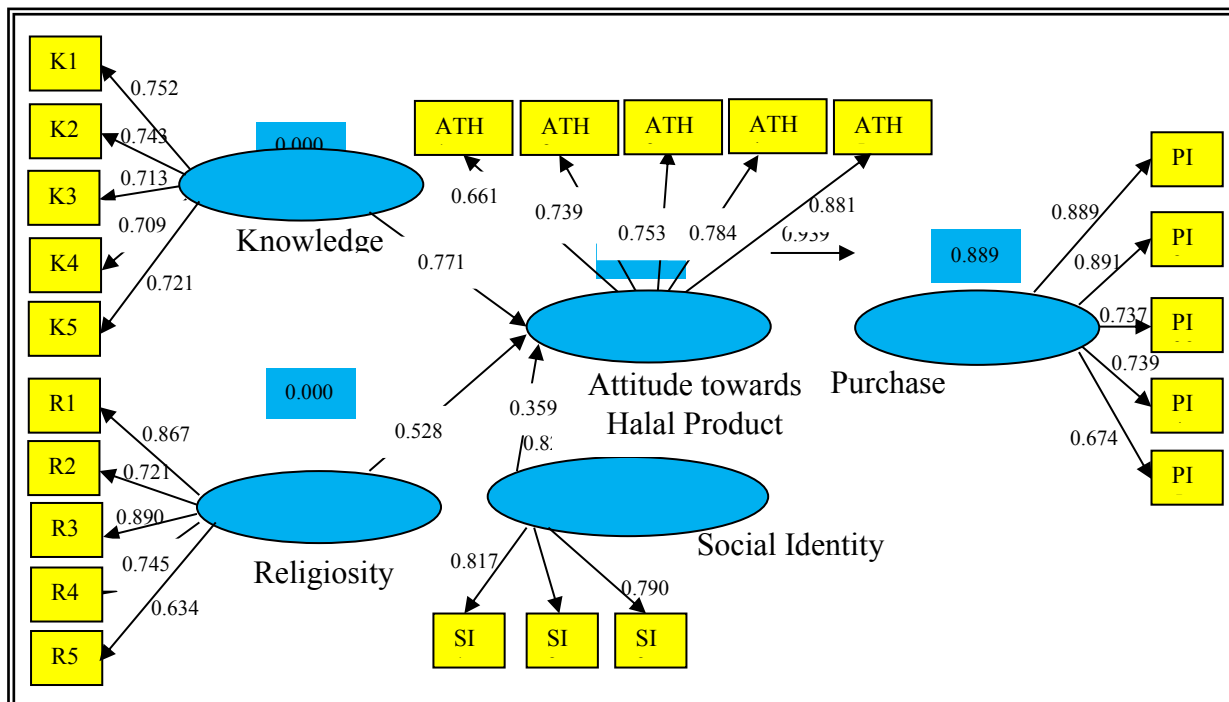 K1
0.752
K2
0.743
K3
0.713
K4
0.709
K5
0.721
0.000
Knowledge
0.771
ATH
ATH
ATH
ATH
ATH
0.661
0.739
0.753
0.784
0.881
0.939
Attitude towards
Halal Product
0.889
Purchase
PI
PI
PI
PI
PI
0.889
0.891
0.737
0.739
0.674
R1
0.867
R2
0.721
R3
0.890
R4
0.745
R5
0.634
0.000
Religiosity
0.528
0.359
Social Identity
0.817
0.790
SI
SI
SI